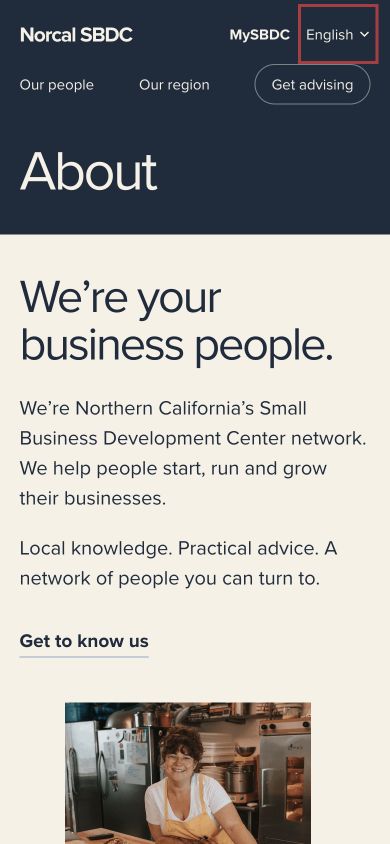 Norcal SBDC
MySBDC
English
Our people
Our region
Get advising
About
We’re your
business people.
We’re Northern California’s Small
Business Development Center network.
We help people start, run and grow
their businesses.
Local knowledge. Practical advice. A
network of people you can turn to.
Get to know us